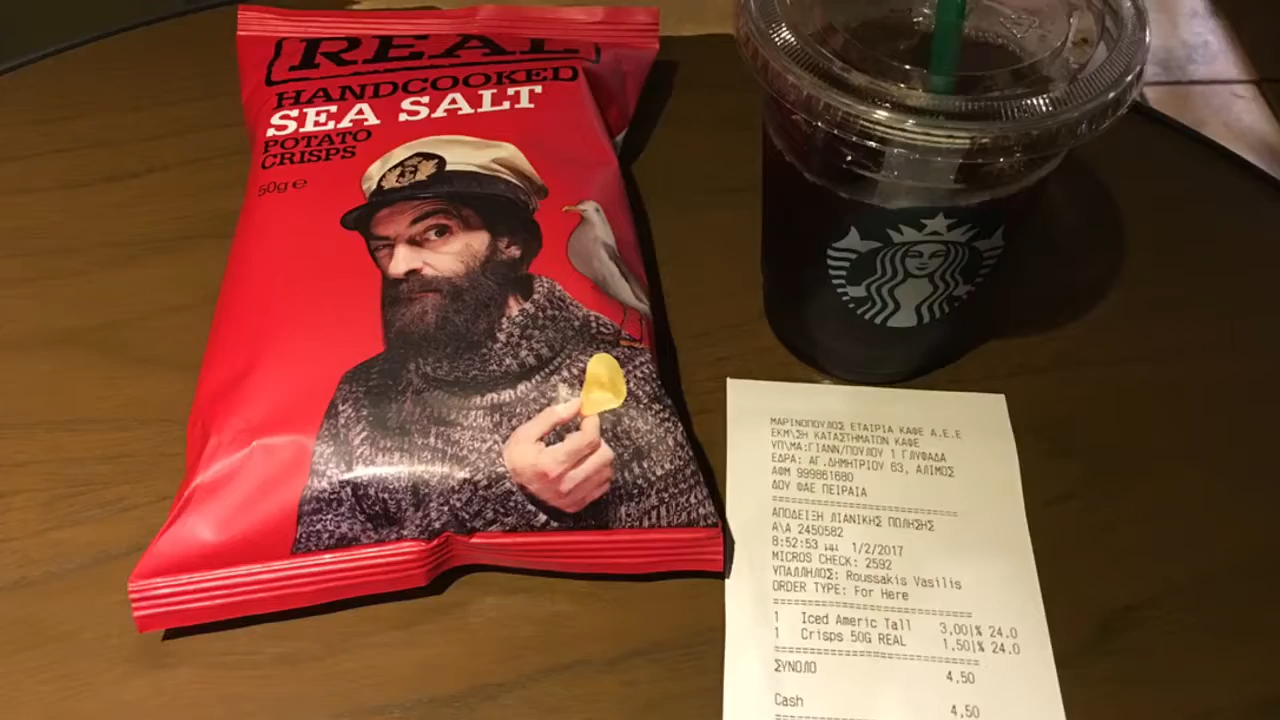 REAL
HANDCOOKED
SEA SALT
POTATO
CRISPS
50g e
ΜΑΡΙΝΟΠΟΥΛΟΣ ΕΤΑΙΡΙΑ ΚΑΦΕ Α.Ε.Ε
ΕΚΜ\ΣΗ ΚΑΤΑΣΤΗΜΑΤΩΝ ΚΑΦΕ
ΥΠ\ΜΑ:ΓΙΑΝΝ/ΠΟΥΛΟΥ 1 ΓΛΥΦΑΔΑ
ΕΔΡΑ: ΑΓ.ΔΗΜΗΤΡΙΟΥ 63, ΑΛΙΜΟΣ
ΑΦΜ 999861680
ΔΟΥ ΦΑΕ ΠΕΙΡΑΙΑ
==============================
ΑΠΟΔΕΙΞΗ ΛΙΑΝΙΚΗΣ ΠΩΛΗΣΗΣ
Α\Α 2450582
8:52:53 μμ 1/2/2017
MICROS CHECK: 2592
ΥΠΑΛΛΗΛΟΣ: Roussakis Vasilis
ORDER TYPE: For Here
==============================
1 Iced Americ Tall 3,00|% 24.0
1 Crisps 50G REAL 1,50|% 24.0
==============================
ΣΥΝΟΛΟ 4,50
Cash 4,50
==============================